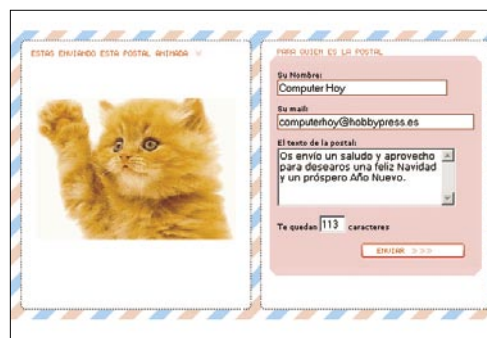 ESTAS ENVIANDO ESTA POSTAL ANIMADA
PARA QUIEN ES LA POSTAL
Su Nombre:
Computer Hoy
Su mail:
computerhoy@hobbypress.es
El texto de la postal:
Os envío un saludo y aprovecho
para desearos una feliz Navidad
y un próspero Año Nuevo.
Te quedan 113 caracteres
ENVIAR >>>